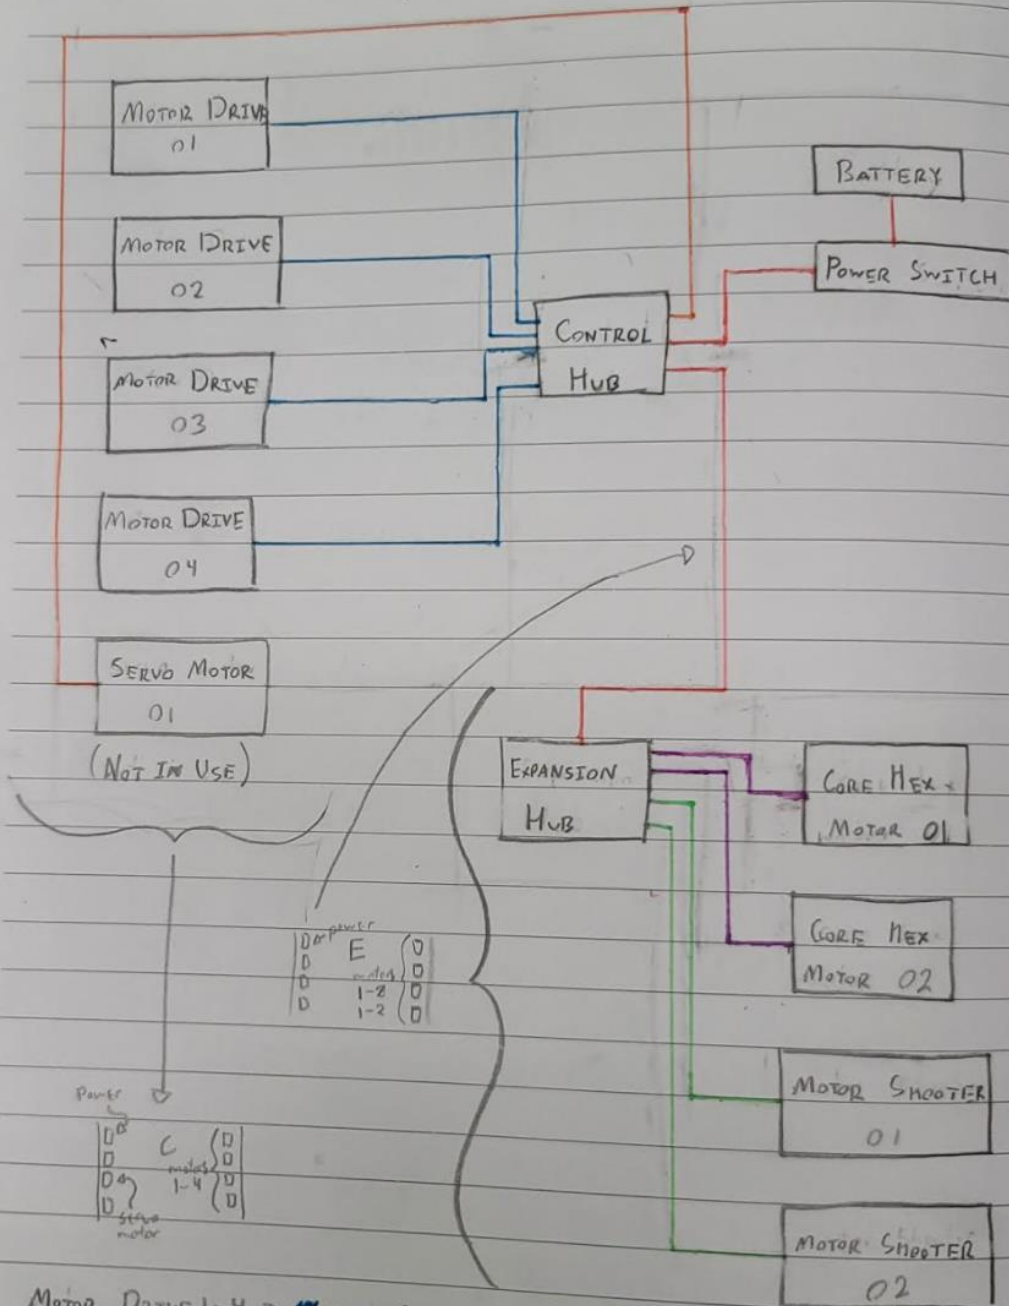 MOTOR DRIVE
01
MOTOR DRIVE
02
MOTOR DRIVE
03
MOTOR DRIVE
04
SERVO MOTOR
01
(NOT IN USE)
BATTERY
POWER SWITCH
CONTROL
HUB
EXPANSION
HUB
CORE HEX
MOTOR 01
CORE HEX
MOTOR 02
MOTOR SHOOTER
01
MOTOR SHOOTER
02
power
E
1-2
1-2
Power
C
1-4
servo
motor
MOTOR